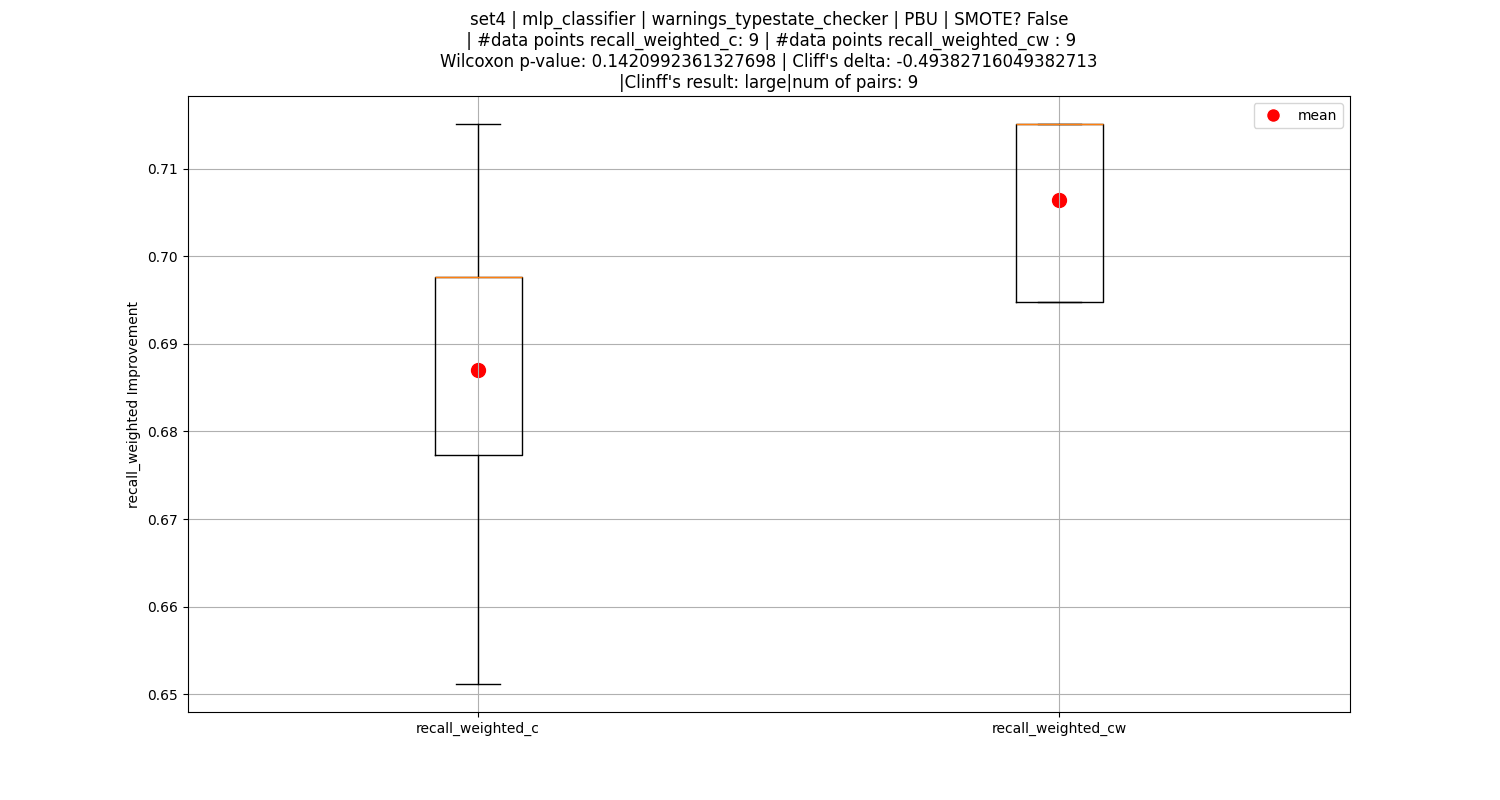 set4 | mlp_classifier | warnings_typestate_checker | PBU | SMOTE? False
| #data points recall_weighted_c: 9 | #data points recall_weighted_cw : 9
Wilcoxon p-value: 0.1420992361327698 | Cliff's delta: -0.49382716049382713
|Clinff's result: large|num of pairs: 9
mean
0.71
0.70
0.69
0.68
0.67
0.66
0.65
recall_weighted Improvement
recall_weighted_c
recall_weighted_cw